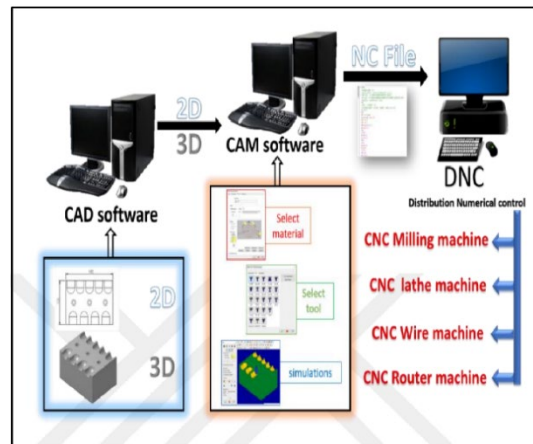 NC File
2D
3D
CAM software
DNC
Distribution Numerical control
CAD software
2D
3D
Select
material
Select
tool
simulations
CNC Milling machine
CNC lathe machine
CNC Wire machine
CNC Router machine